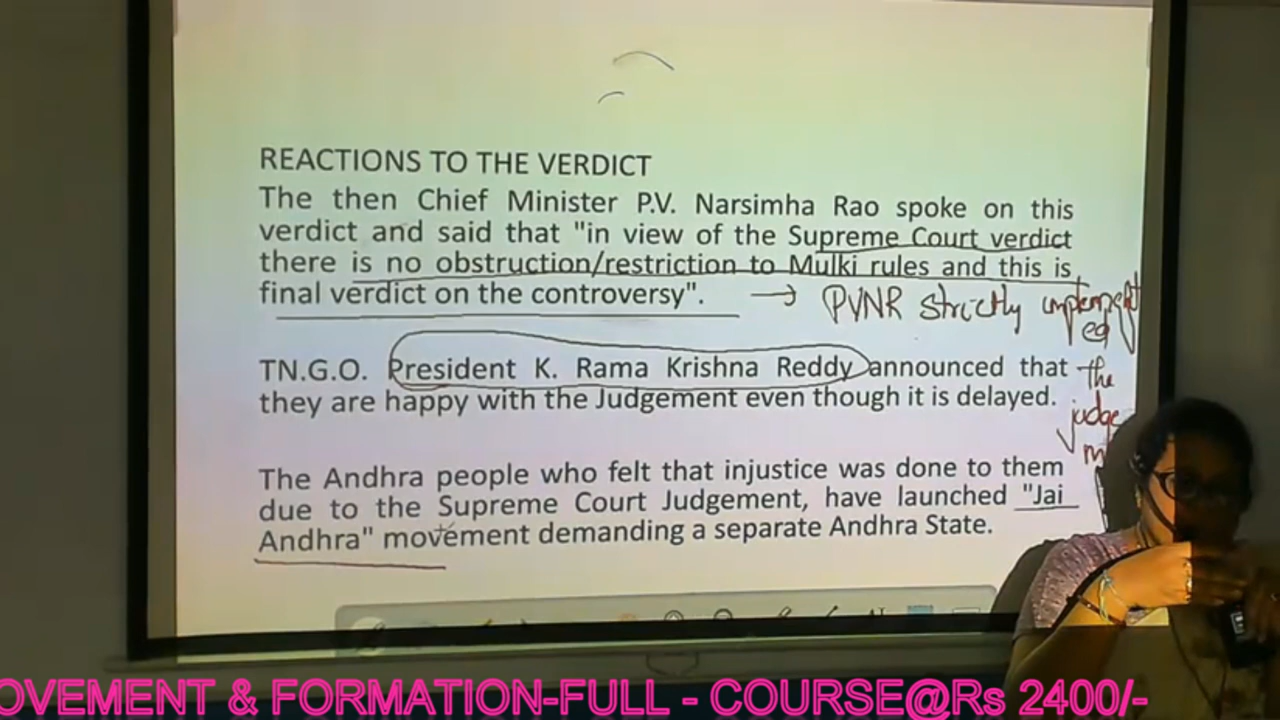 REACTIONS TO THE VERDICT
The then Chief Minister P.V. Narsimha Rao spoke on this
verdict and said that "in view of the Supreme Court verdict
there is no obstruction/restriction to Mulki rules and this is
final verdict on the controversy".
→ PVNR strictly implement
ed
the
judge
TN.G.O. President K. Rama Krishna Reddy announced that
they are happy with the Judgement even though it is delayed.
The Andhra people who felt that injustice was done to them
due to the Supreme Court Judgement, have launched "Jai
Andhra" movement demanding a separate Andhra State.
OVEMENT & FORMATION-FULL - COURSE@Rs 2400/-